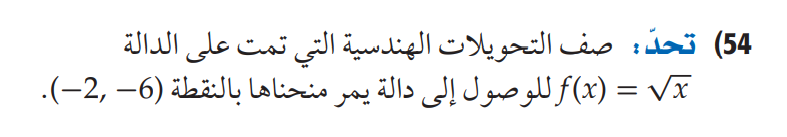 54) تحدّ: صف التحويلات الهندسية التي تمت على الدالة
f(x) = √x للوصول إلى دالة يمر منحناها بالنقطة (−2, −6).